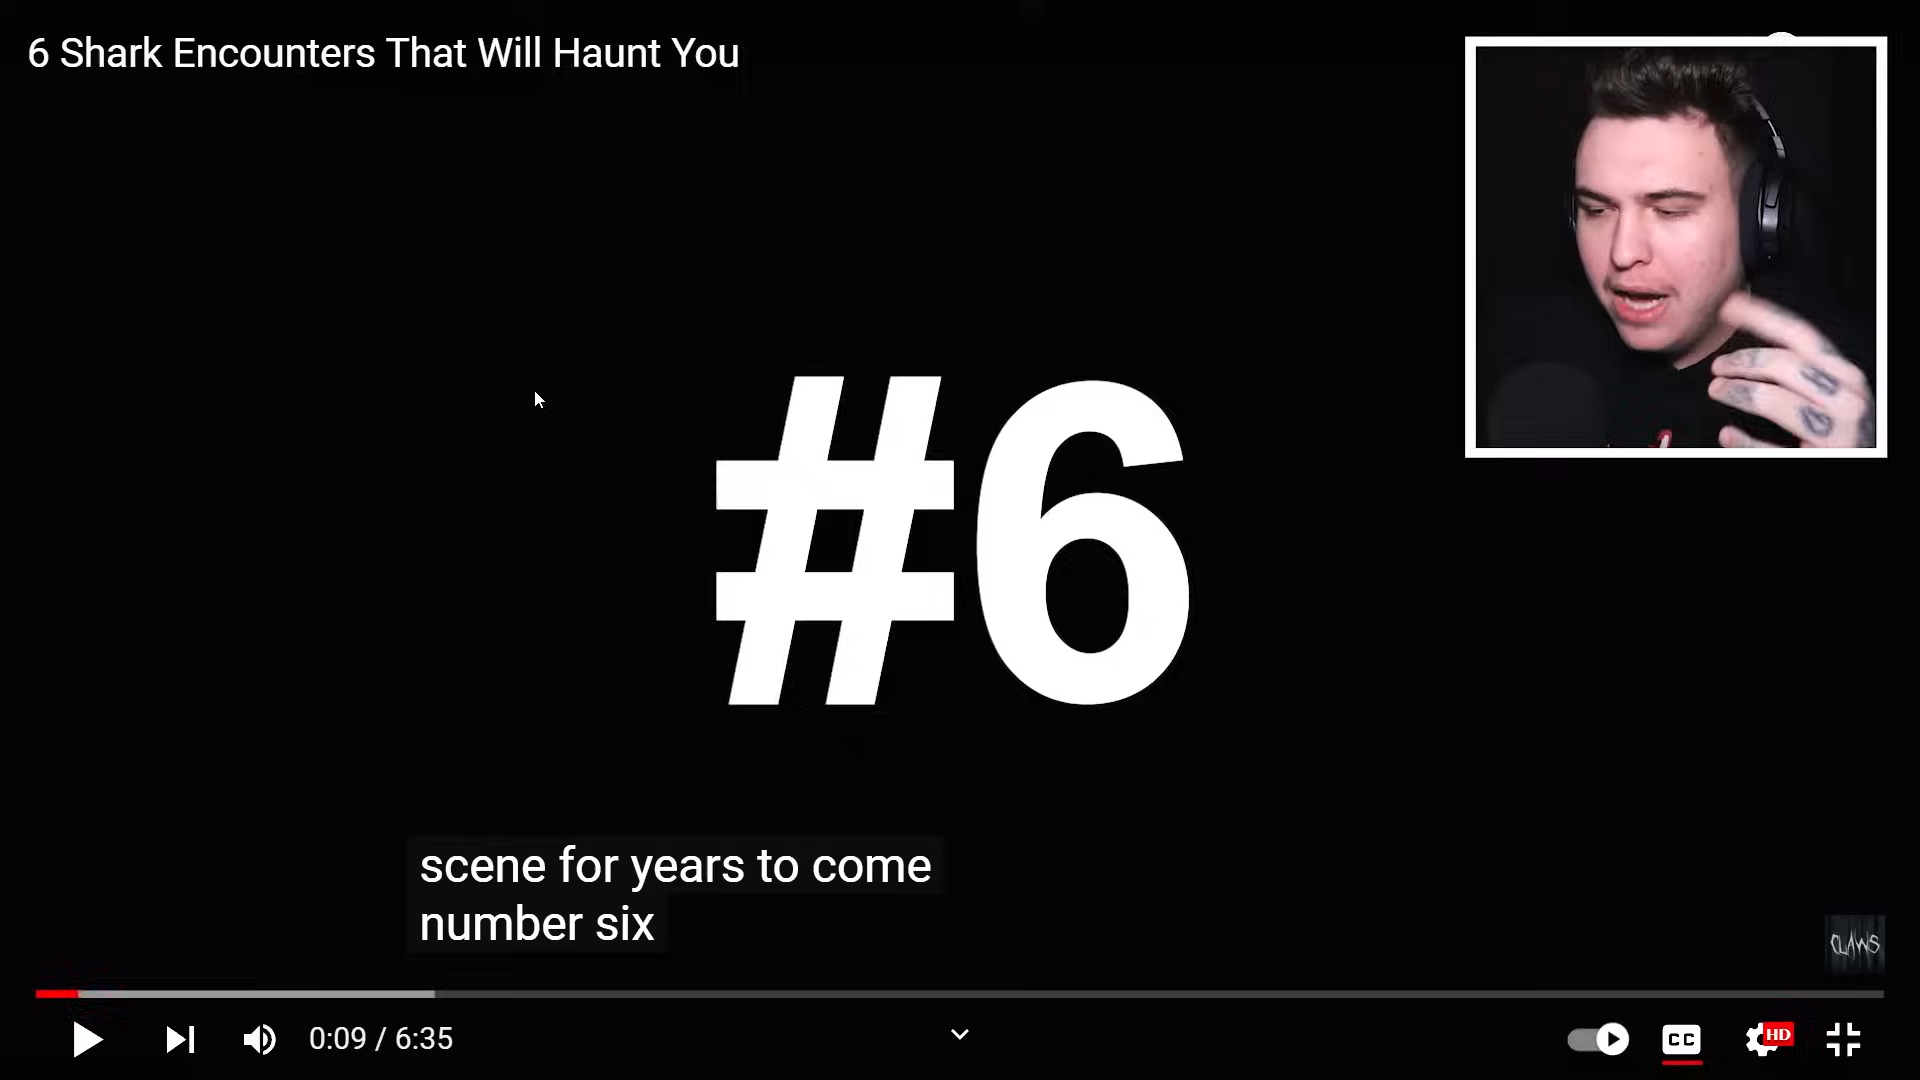 6 Shark Encounters That Will Haunt You
#6
scene for years to come
number six
CLAWS
0:09 / 6:35
CC
HD